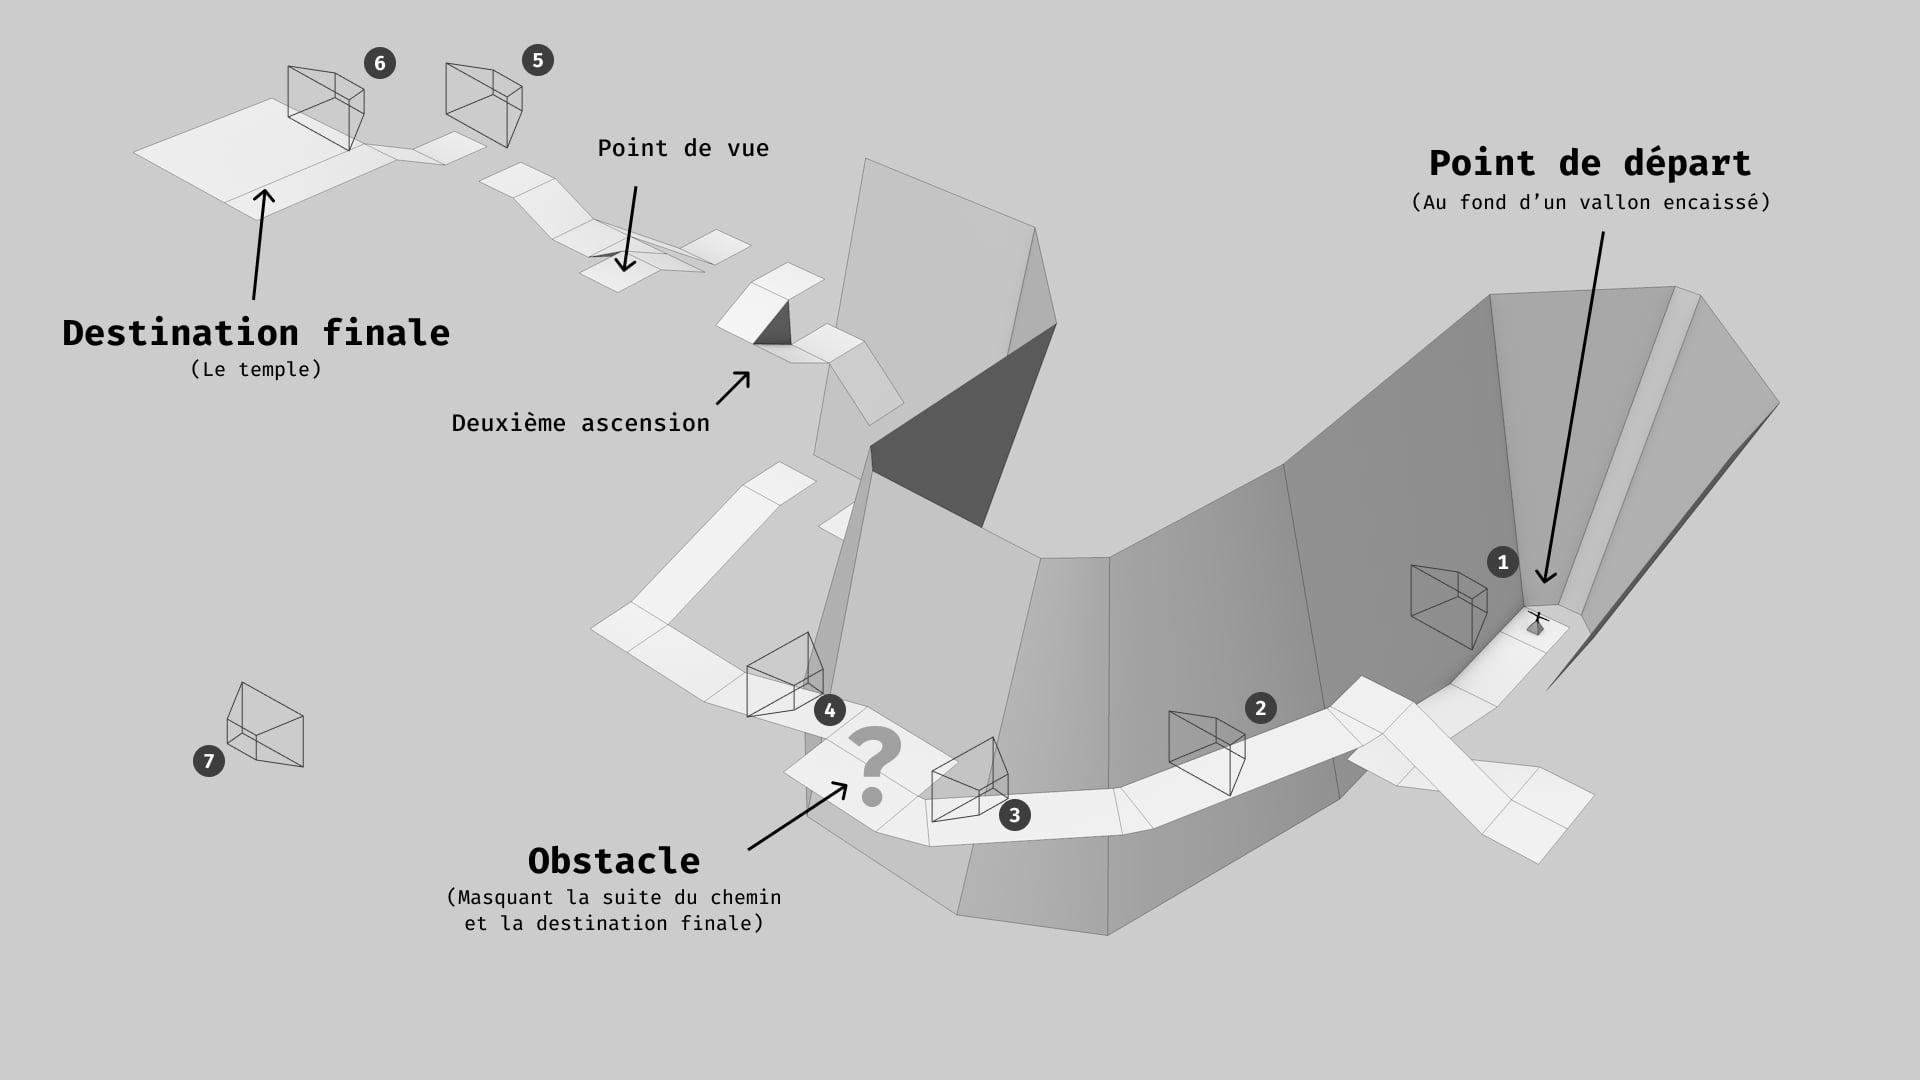 6
5
Point de vue
Point de départ
(Au fond d’un vallon encaissé)
Destination finale
(Le temple)
Deuxième ascension
1
4
2
7
3
?
Obstacle
(Masquant la suite du chemin
et la destination finale)